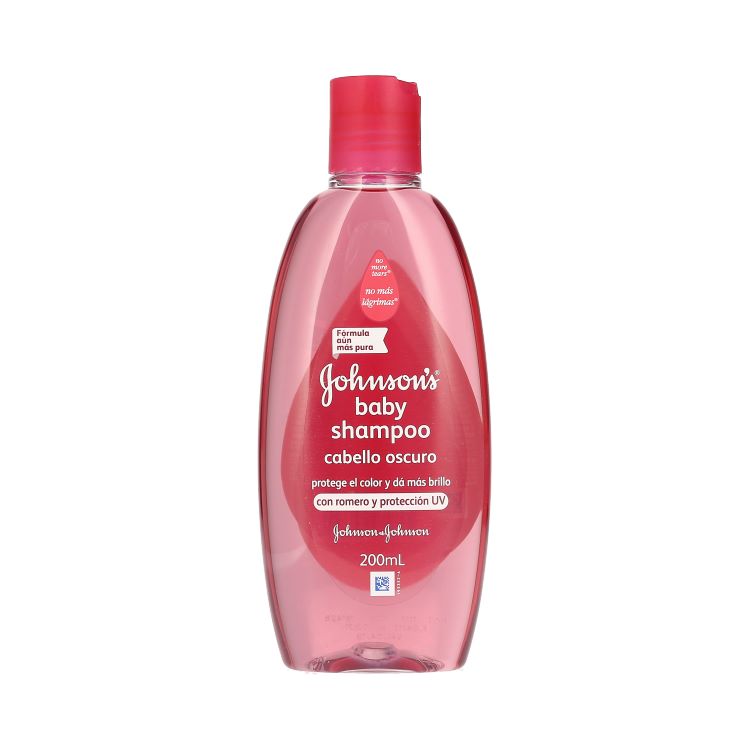 no
more
tears™
no más
lágrimas®
Fórmula
aún
más pura
Johnson's®
baby
shampoo
cabello oscuro
protege el color y dá más brillo
con romero y protección UV
Johnson & Johnson
200mL